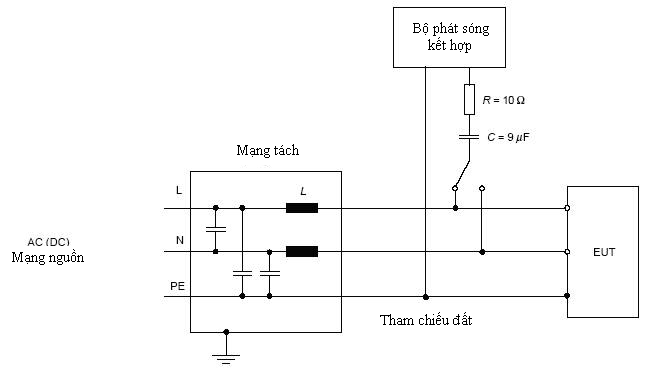 Bộ phát sóng
kết hợp
R = 10 Ω
C = 9 µF
Mạng tách
L
L
N
AC (DC)
Mạng nguồn
EUT
PE
Tham chiếu đất